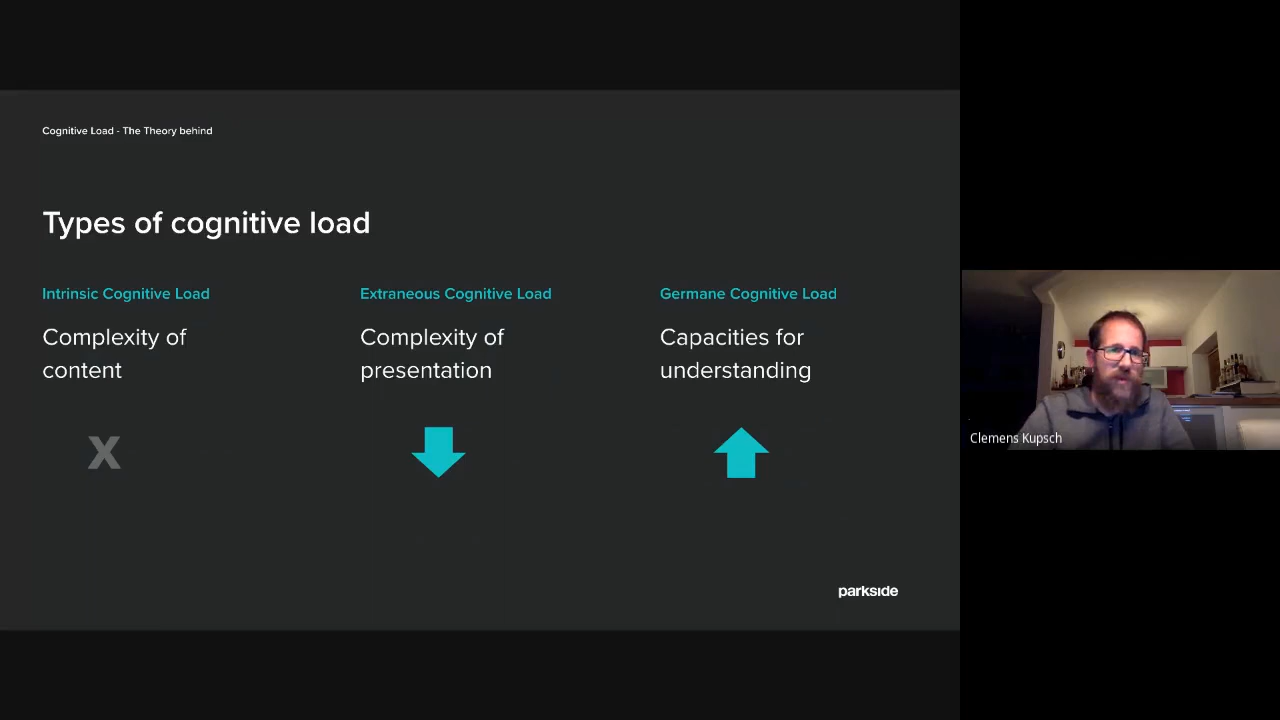 Cognitive Load - The Theory behind
Types of cognitive load
Intrinsic Cognitive Load
Complexity of
content
X
Extraneous Cognitive Load
Complexity of
presentation
Germane Cognitive Load
Capacities for
understanding
parkside
Clemens Kupsch